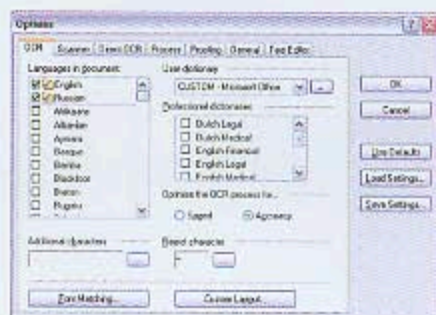 Options
OCR Scanner Direct OCR Process Proofing General Text Editor
Languages in document:
English
Russian
Afrikaans
Albanian
Aymara
Basque
Bemba
Blackfoot
Breton
Bugotu
User dictionary
CUSTOM - Microsoft Office
...
Professional dictionaries
Dutch Legal
Dutch Medical
English Financial
English Legal
English Medical
Optimize the OCR process for...
Speed
Accuracy
Additional characters
Reject character
~
Font Matching...
Custom Layout...
OK
Cancel
Use Defaults
Load Settings...
Save Settings...